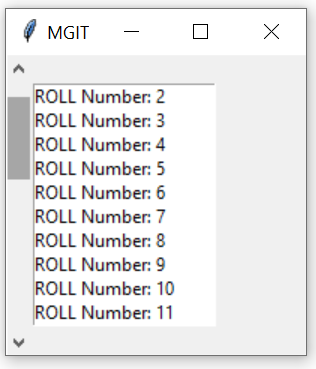 MGIT
ROLL Number: 2
ROLL Number: 3
ROLL Number: 4
ROLL Number: 5
ROLL Number: 6
ROLL Number: 7
ROLL Number: 8
ROLL Number: 9
ROLL Number: 10
ROLL Number: 11